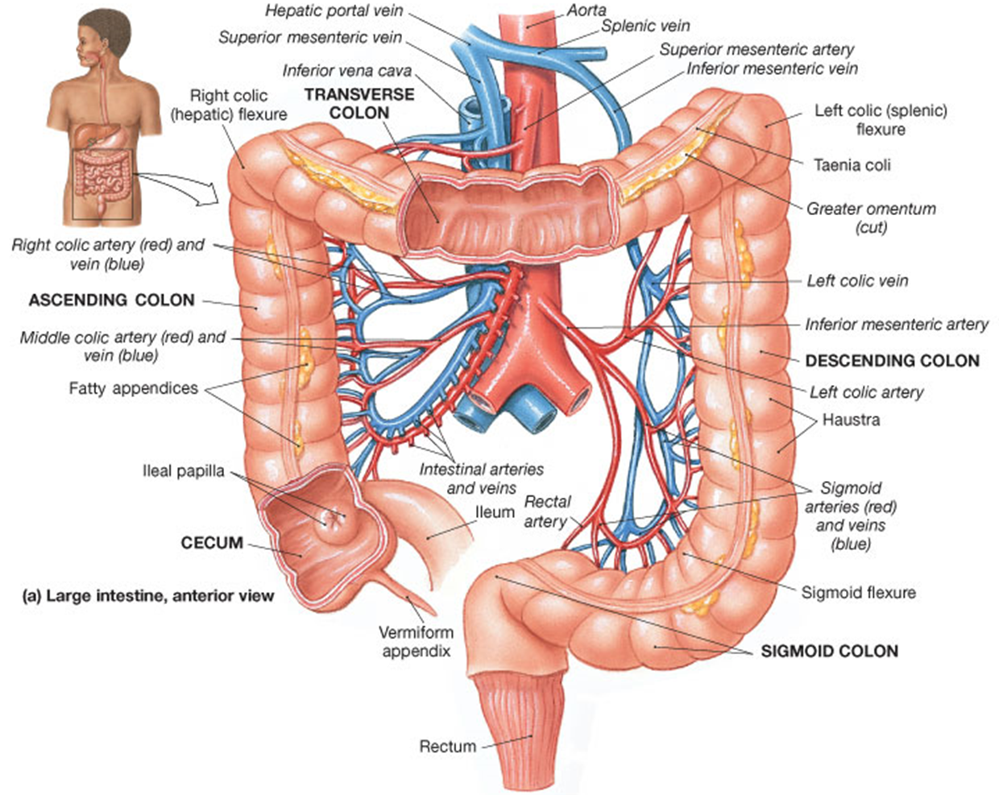 Hepatic portal vein
Aorta
Superior mesenteric vein
Splenic vein
Superior mesenteric artery
Inferior vena cava
Inferior mesenteric vein
TRANSVERSE
COLON
Right colic
(hepatic) flexure
Left colic (splenic)
flexure
Taenia coli
Greater omentum
(cut)
Right colic artery (red) and
vein (blue)
Left colic vein
ASCENDING COLON
Inferior mesenteric artery
Middle colic artery (red) and
vein (blue)
DESCENDING COLON
Fatty appendices
Left colic artery
Haustra
Ileal papilla
Intestinal arteries
and veins
Ileum
Rectal
artery
Sigmoid
arteries (red)
and veins
(blue)
CECUM
(a) Large intestine, anterior view
Sigmoid flexure
Vermiform
appendix
SIGMOID COLON
Rectum